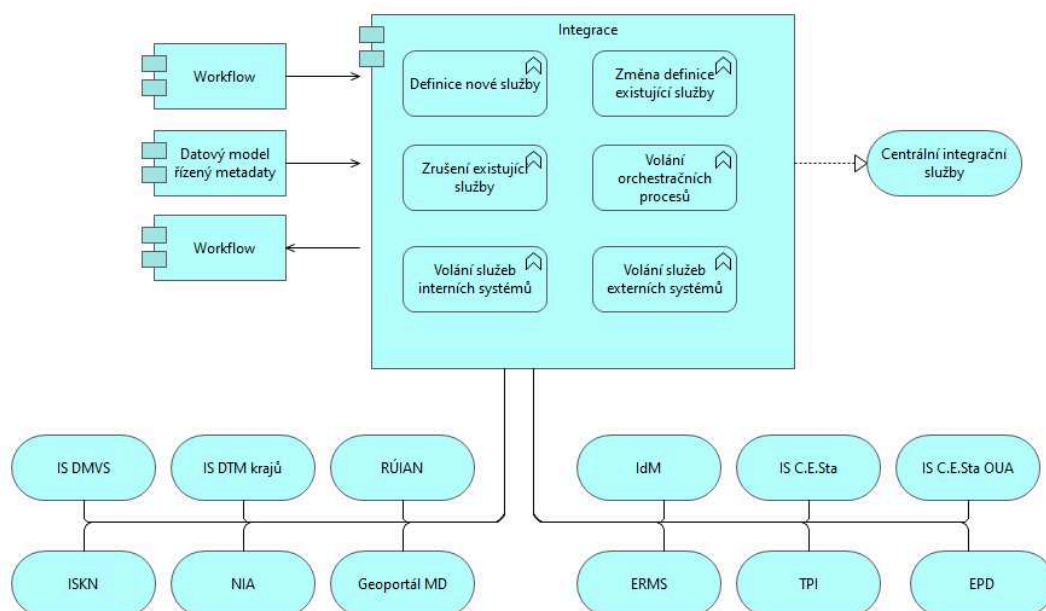 Integrace
Workflow
Definice nové služby
Změna definice
existující služby
Datový model
řízený metadaty
Zrušení existující
služby
Volání
orchestračních
procesů
Centrální integrační
služby
Workflow
Volání služeb
interních systémů
Volání služeb
externích systémů
IS DMVS
IS DTM krajů
RÚIAN
IdM
IS C.E.Sta
IS C.E.Sta OUA
ISKN
NIA
Geoportál MD
ERMS
TPI
EPD